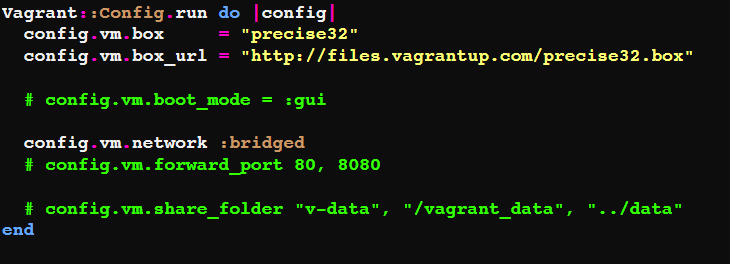 Vagrant::Config.run do |config|
  config.vm.box     = "precise32"
  config.vm.box_url = "http://files.vagrantup.com/precise32.box"
  # config.vm.boot_mode = :gui
  config.vm.network :bridged
  # config.vm.forward_port 80, 8080
  # config.vm.share_folder "v-data", "/vagrant_data", "../data"
end